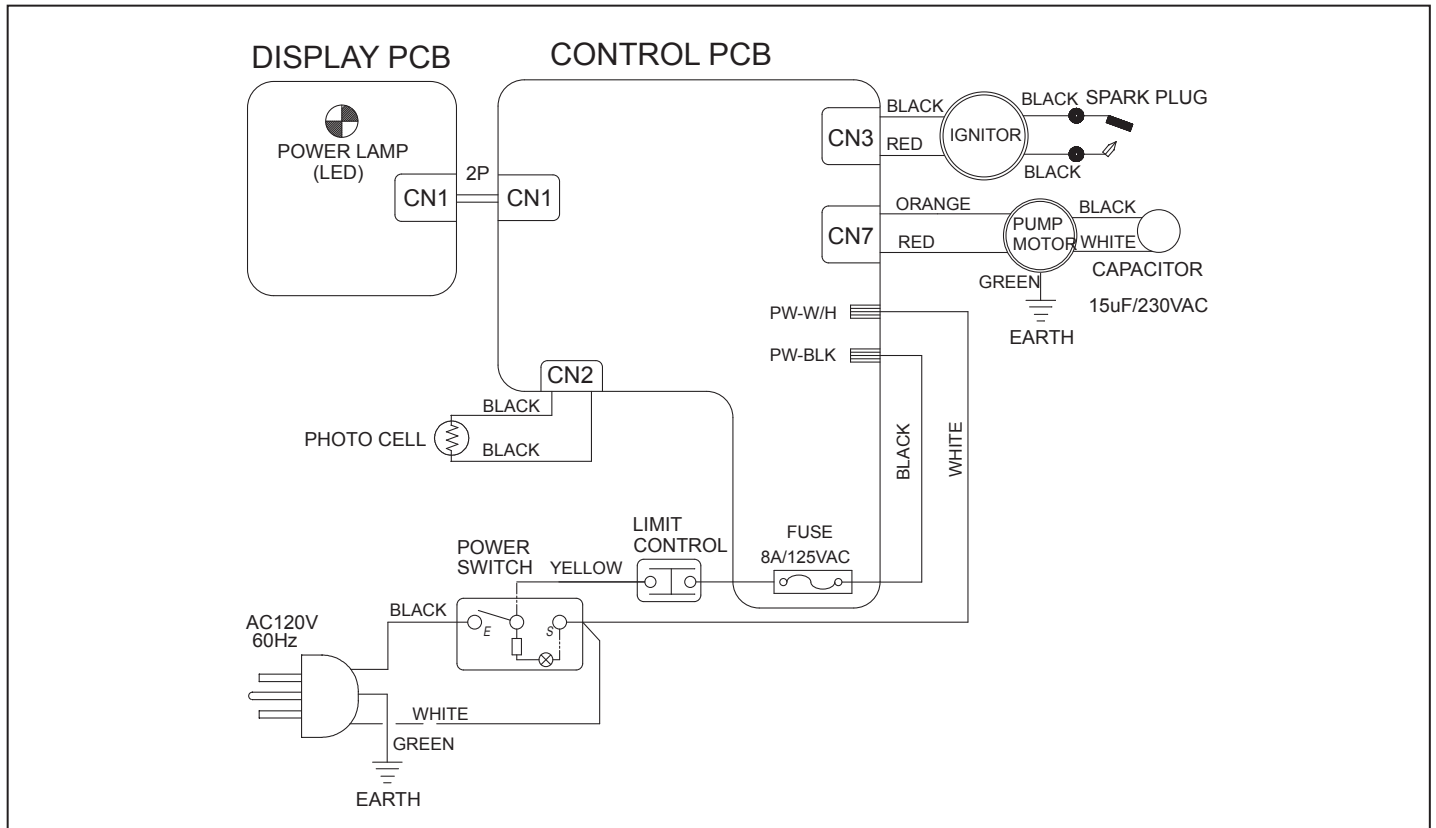 DISPLAY PCB
CONTROL PCB
POWER LAMP
(LED)
CN1
2P
CN1
CN3
BLACK
RED
IGNITOR
BLACK
SPARK PLUG
BLACK
CN7
ORANGE
RED
PUMP
MOTOR
BLACK
WHITE
CAPACITOR
15uF/230VAC
GREEN
EARTH
PW-W/H
PW-BLK
CN2
BLACK
PHOTO CELL
BLACK
BLACK
WHITE
LIMIT
CONTROL
FUSE
8A/125VAC
POWER
SWITCH
YELLOW
BLACK
E
S
AC120V
60Hz
WHITE
GREEN
EARTH